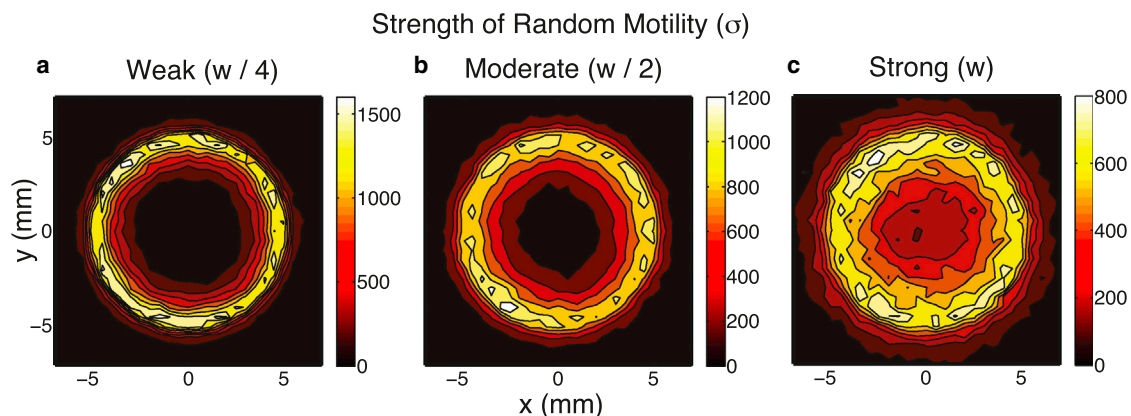 Strength of Random Motility (σ)
a Weak (w / 4)
b Moderate (w / 2)
c Strong (w)
y (mm)
5
0
−5
−5 0 5
1500
1000
500
0
−5 0 5
x (mm)
1200
1000
800
600
400
200
0
−5 0 5
800
600
400
200
0